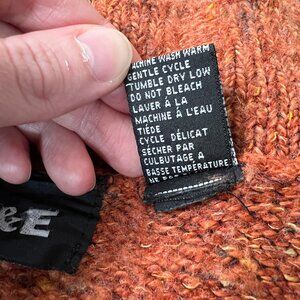 MACHINE WASH WARM
GENTLE CYCLE
TUMBLE DRY LOW
DO NOT BLEACH
LAVER À LA
MACHINE À L'EAU
TIÈDE
CYCLE DÉLICAT
SÉCHER PAR
CULBUTAGE A
BASSE TEMPÉRATURE
&E